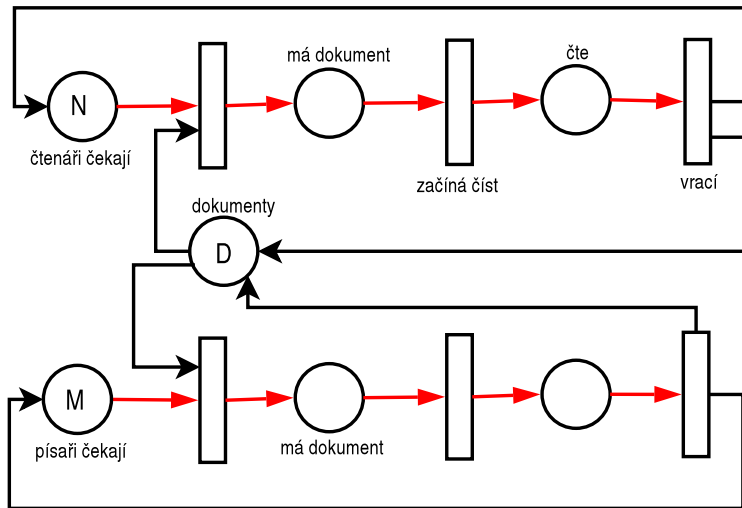 má dokument
čte
N
čtenáři čekají
začíná číst
vrací
dokumenty
D
M
písaři čekají
má dokument